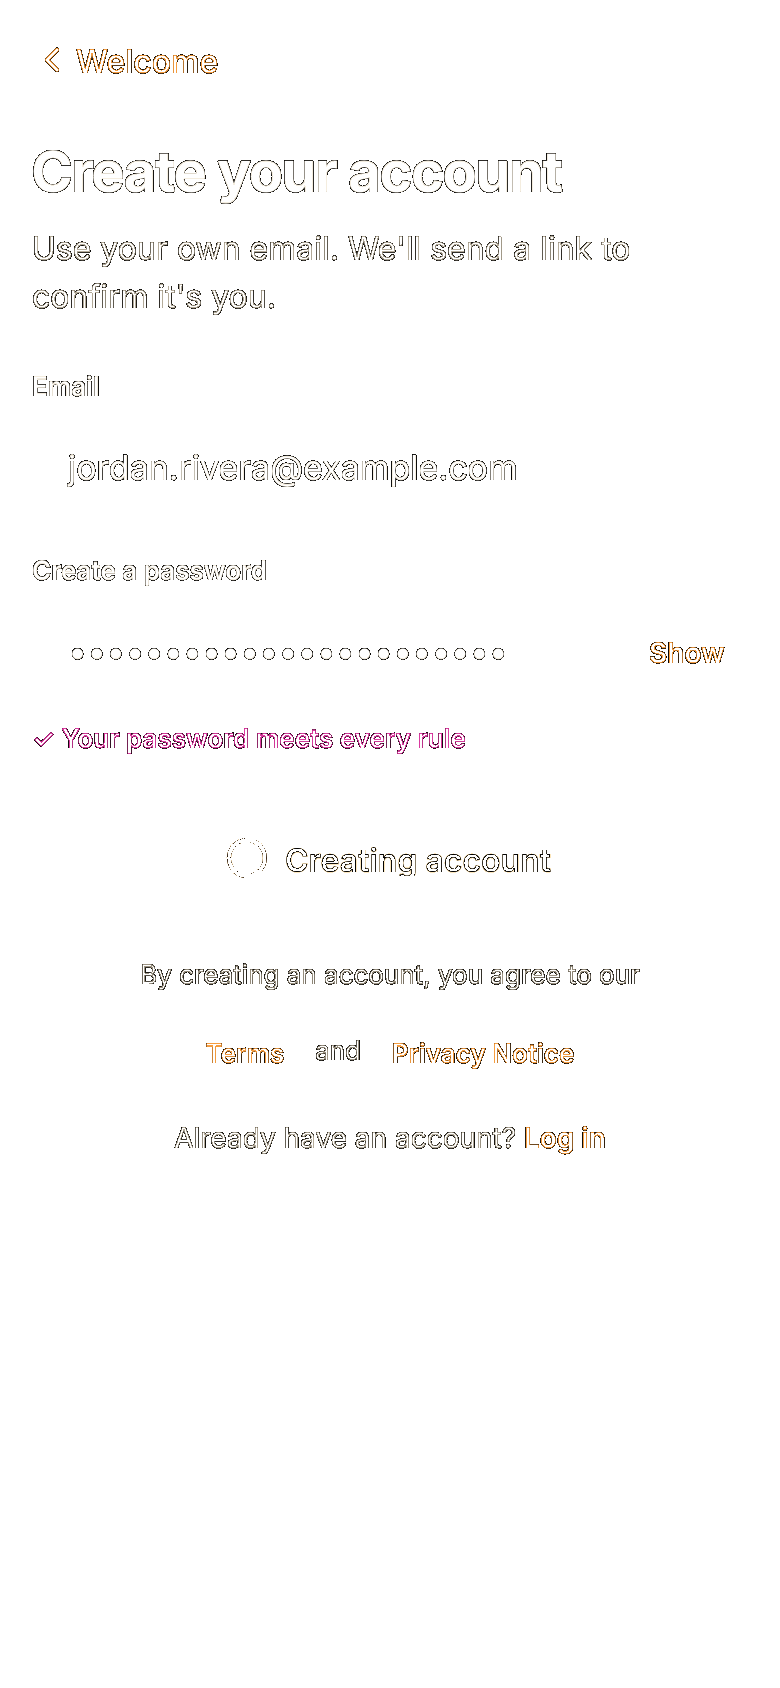 Welcome
Create your account
Use your own email. We'll send a link to
confirm it's you.
Email
jordan.rivera@example.com
Create a password
Show
Your password meets every rule
Creating account
By creating an account, you agree to our
Terms and Privacy Notice
Already have an account? Log in